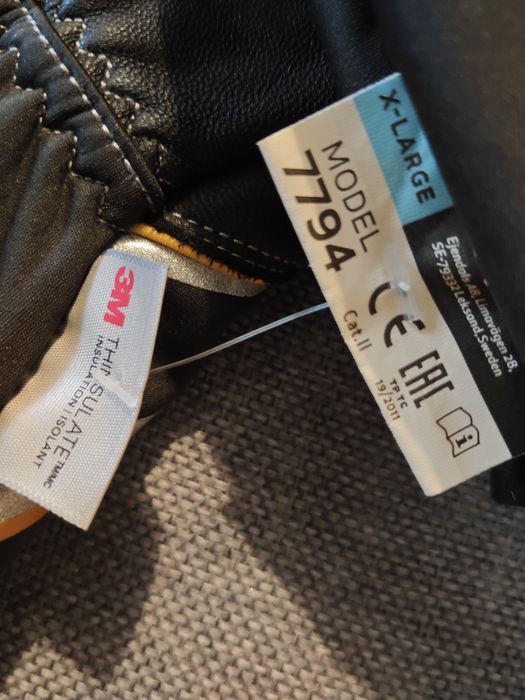 3M
THINSULATE™MC
INSULATION | ISOLANT
X-LARGE
MODEL
7794
CE
Cat.II
EAC
TP TC
19/2011
i
Ejendals AB Limavägen 28,
SE-79332 Leksand, Sweden